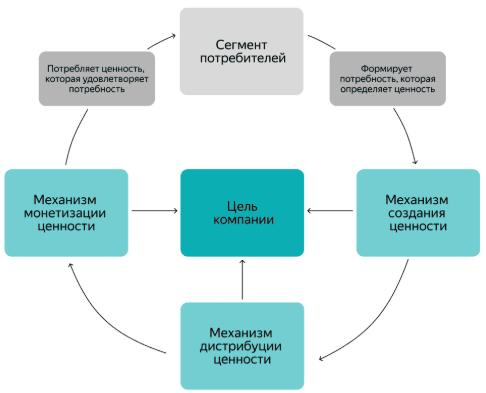 Сегмент
потребителей
Потребляет ценность,
которая удовлетворяет
потребность
Формирует
потребность, которая
определяет ценность
Механизм
монетизации
ценности
Цель
компании
Механизм
создания
ценности
Механизм
дистрибуции
ценности